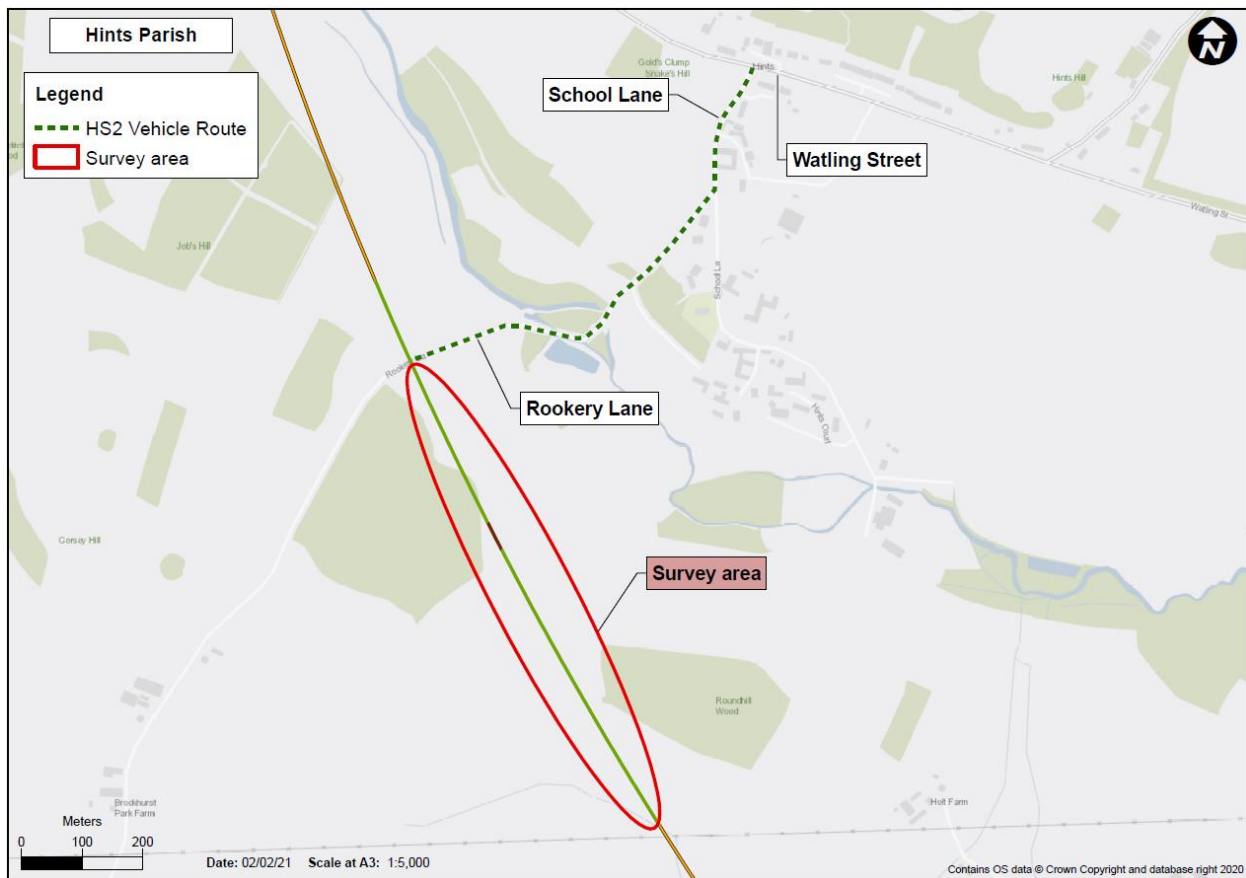 Hints Parish
N
Legend
HS2 Vehicle Route
Survey area
Gold's Clump
Snake's Hill
Hints
Hints Hill
School Lane
Watling Street
Watling St
Job's Hill
School Ln
Rookery Lane
Hints Court
Gorsey Hill
Survey area
Roundhill
Wood
Brockhurst
Park Farm
Holt Farm
Meters
0 100 200
Date: 02/02/21 Scale at A3: 1:5,000
Contains OS data © Crown Copyright and database right 2020